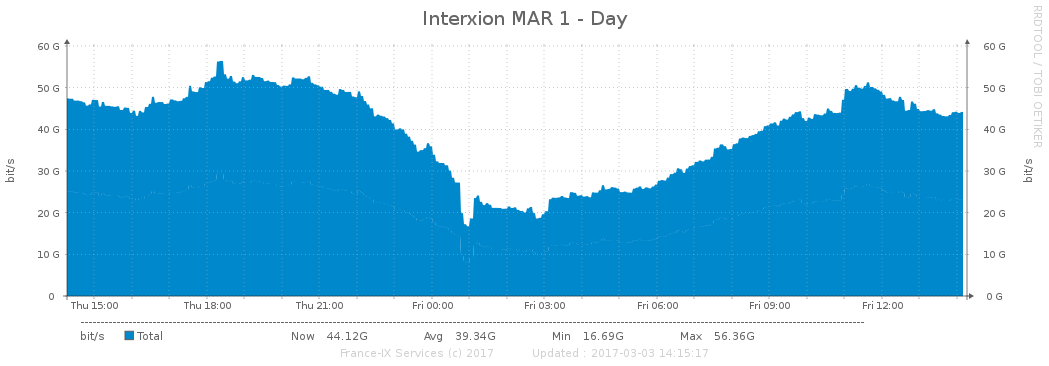 Interxion MAR 1 - Day
RRDTOOL / TOBI OETIKER
bit/s
60 G
50 G
40 G
30 G
20 G
10 G
0
60 G
50 G
40 G
30 G
20 G
10 G
0 G
bit/s
Thu 15:00 Thu 18:00 Thu 21:00 Fri 00:00 Fri 03:00 Fri 06:00 Fri 09:00 Fri 12:00
bit/s Total Now 44.12G Avg 39.34G Min 16.69G Max 56.36G
France-IX Services (c) 2017 Updated : 2017-03-03 14:15:17